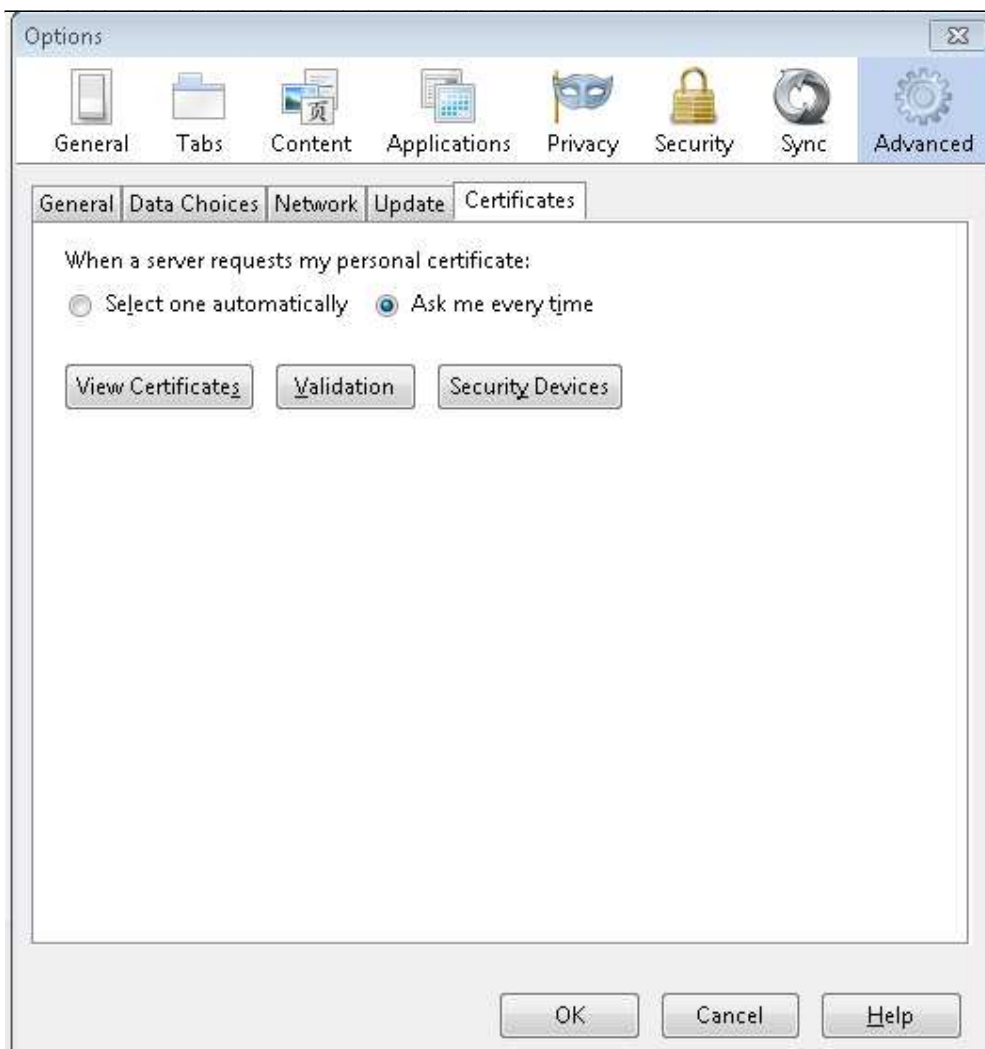 Options
General Tabs Content Applications Privacy Security Sync Advanced
General Data Choices Network Update Certificates
When a server requests my personal certificate:
Select one automatically Ask me every time
View Certificates Validation Security Devices
OK Cancel Help